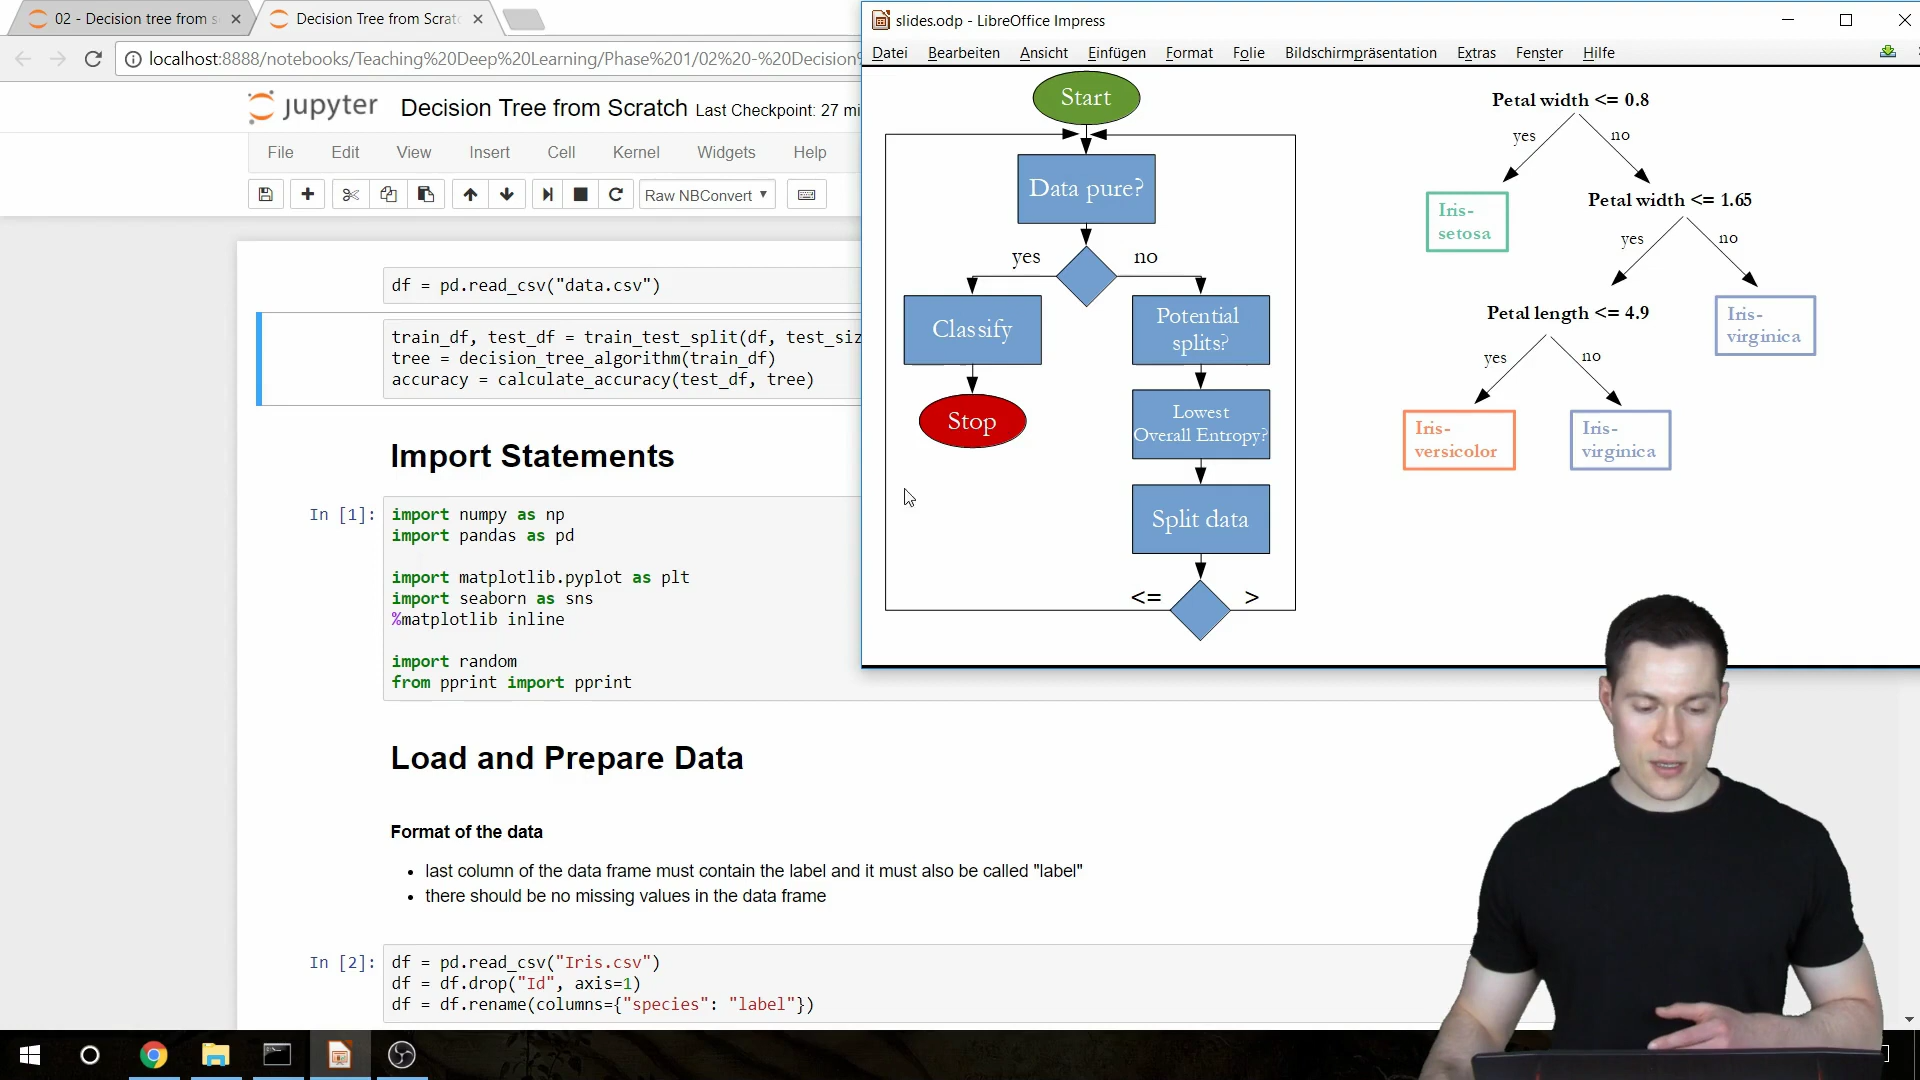 02 - Decision tree from s
Decision Tree from Scratc
localhost:8888/notebooks/Teaching%20Deep%20Learning/Phase%201/02%20-%20Decision%
jupyter Decision Tree from Scratch Last Checkpoint: 27 mi
File Edit View Insert Cell Kernel Widgets Help
Raw NBConvert
df = pd.read_csv("data.csv")
train_df, test_df = train_test_split(df, test_siz
tree = decision_tree_algorithm(train_df)
accuracy = calculate_accuracy(test_df, tree)
Import Statements
In [1]:
import numpy as np
import pandas as pd
import matplotlib.pyplot as plt
import seaborn as sns
%matplotlib inline
import random
from pprint import pprint
Load and Prepare Data
Format of the data
• last column of the data frame must contain the label and it must also be called "label"
• there should be no missing values in the data frame
In [2]:
df = pd.read_csv("Iris.csv")
df = df.drop("Id", axis=1)
df = df.rename(columns={"species": "label"})
slides.odp - LibreOffice Impress
Datei Bearbeiten Ansicht Einfügen Format Folie Bildschirmpräsentation Extras Fenster Hilfe
Start
Data pure?
yes
no
Classify
Stop
Potential
splits?
Lowest
Overall Entropy?
Split data
<=
>
Petal width <= 0.8
yes
no
Iris-
setosa
Petal width <= 1.65
yes
no
Petal length <= 4.9
Iris-
virginica
yes
no
Iris-
versicolor
Iris-
virginica